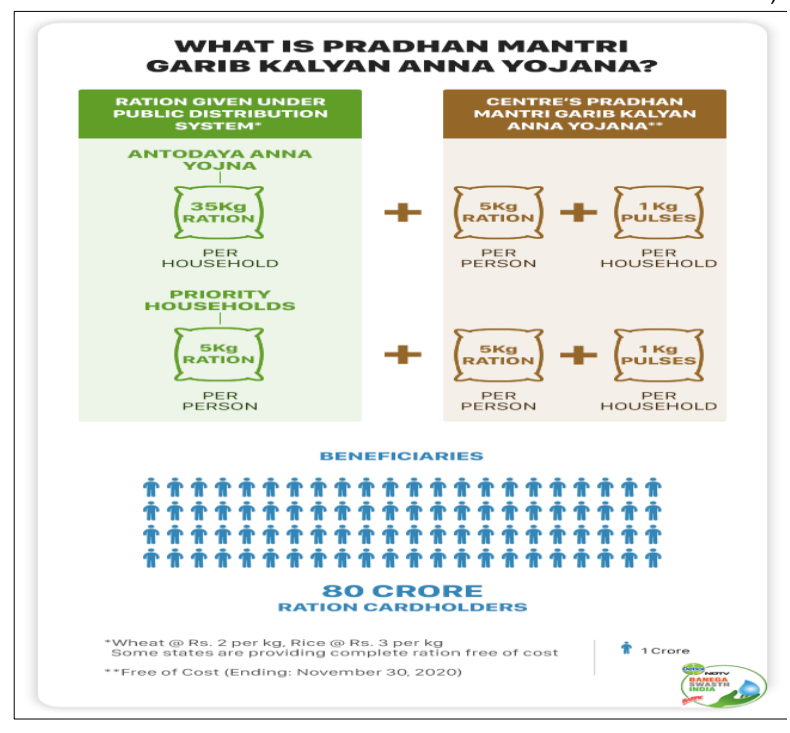 WHAT IS PRADHAN MANTRI
GARIB KALYAN ANNA YOJANA?
RATION GIVEN UNDER
PUBLIC DISTRIBUTION
SYSTEM*
ANTODAYA ANNA
YOJNA
35Kg
RATION
PER
HOUSEHOLD
PRIORITY
HOUSEHOLDS
5Kg
RATION
PER
PERSON
CENTRE'S PRADHAN
MANTRI GARIB KALYAN
ANNA YOJANA**
+
5Kg
RATION
PER
PERSON
+
1 Kg
PULSES
PER
HOUSEHOLD
+
5Kg
RATION
PER
PERSON
+
1 Kg
PULSES
PER
HOUSEHOLD
BENEFICIARIES
80 CRORE
RATION CARDHOLDERS
*Wheat @ Rs. 2 per kg, Rice @ Rs. 3 per kg
Some states are providing complete ration free of cost
**Free of Cost (Ending: November 30, 2020)
1 Crore
NDTV
BANEGA
SWASTH
INDIA